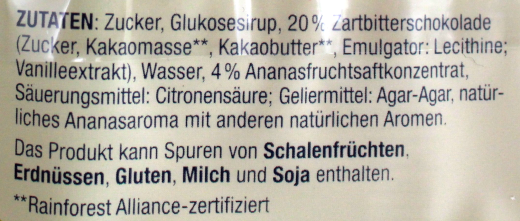 ZUTATEN: Zucker, Glukosesirup, 20 % Zartbitterschokolade
(Zucker, Kakaomasse**, Kakaobutter**, Emulgator: Lecithine;
Vanilleextrakt), Wasser, 4 % Ananasfruchtsaftkonzentrat,
Säuerungsmittel: Citronensäure; Geliermittel: Agar-Agar, natür-
liches Ananasaroma mit anderen natürlichen Aromen.
Das Produkt kann Spuren von Schalenfrüchten,
Erdnüssen, Gluten, Milch und Soja enthalten.
**Rainforest Alliance-zertifiziert